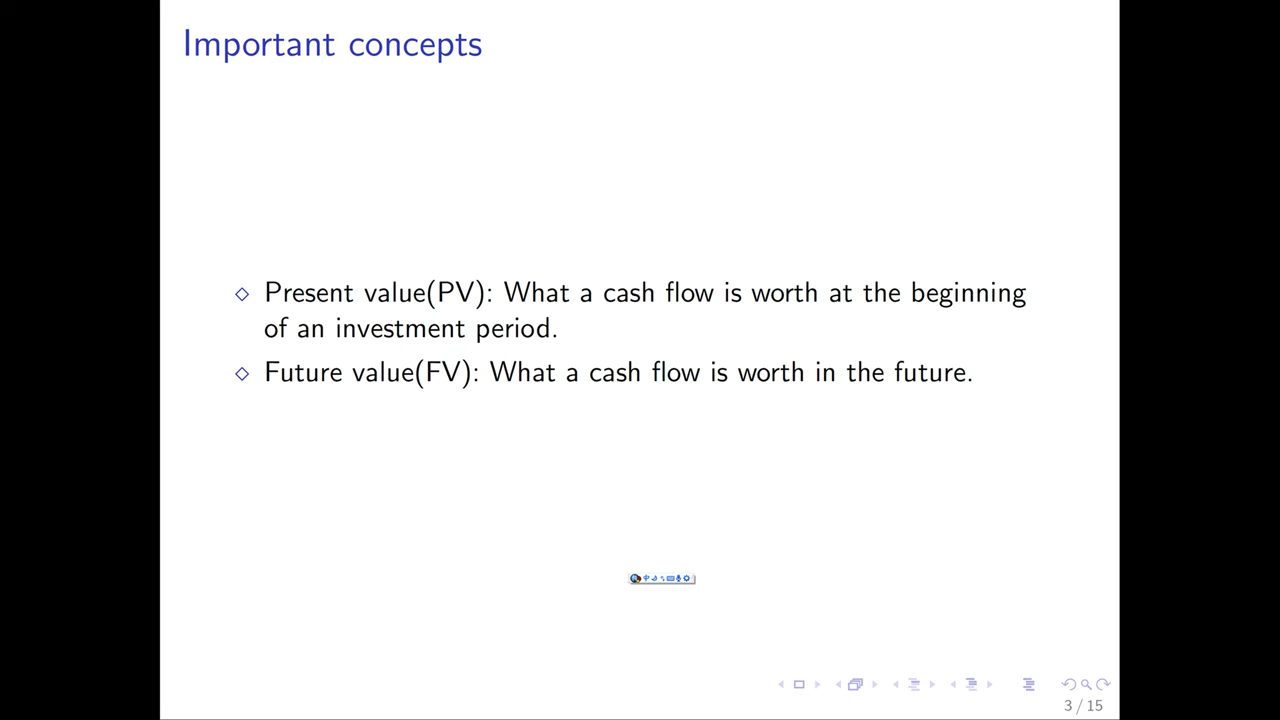 Important concepts
Present value(PV): What a cash flow is worth at the beginning
of an investment period.
Future value(FV): What a cash flow is worth in the future.
中
3 / 15